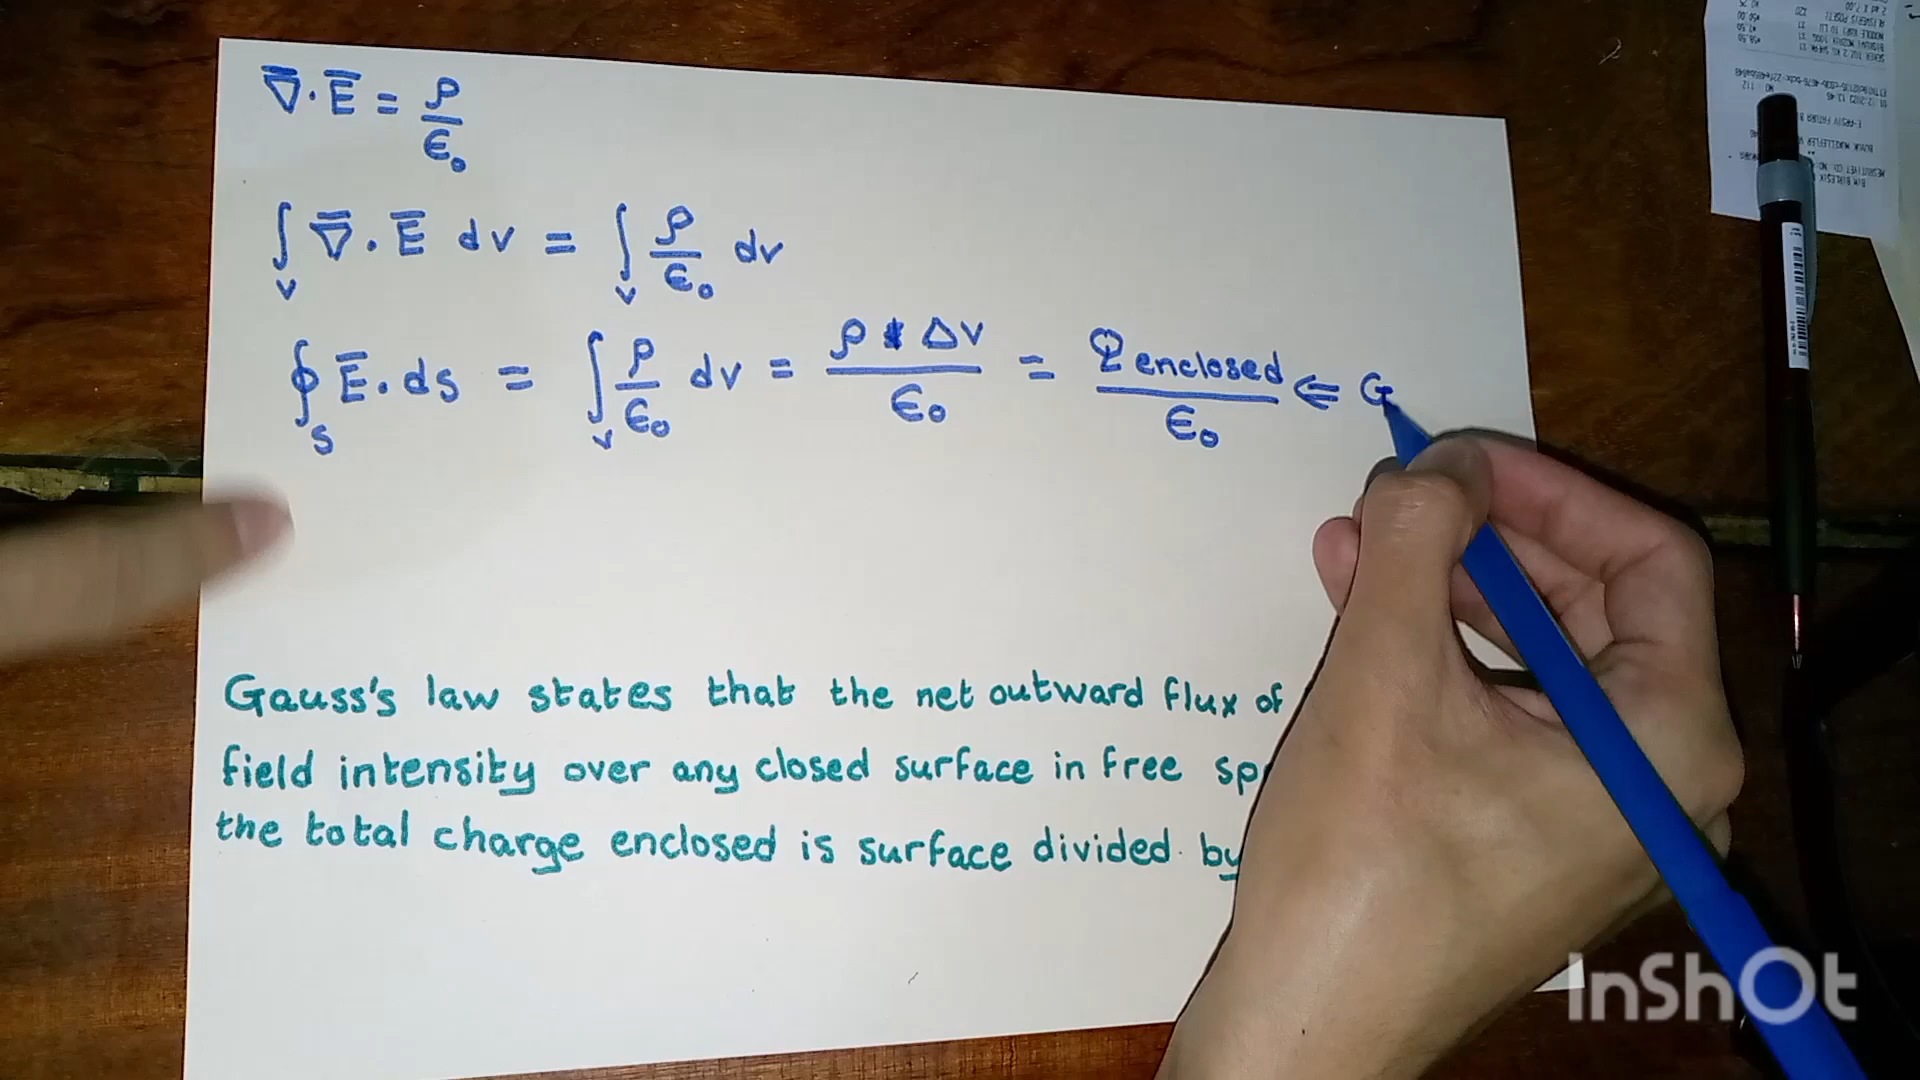 ∇̅·E̅ = ρ/ϵ₀
∫ᵥ ∇̅·E̅ dv = ∫ᵥ ρ/ϵ₀ dv
∮ₛ E̅·ds = ∫ᵥ ρ/ϵ₀ dv = ρ Δv/ϵ₀ = Q enclosed/ϵ₀ ⇐ G
Gauss's law states that the net outward flux of
field intensity over any closed surface in free sp
the total charge enclosed is surface divided by
InShOt